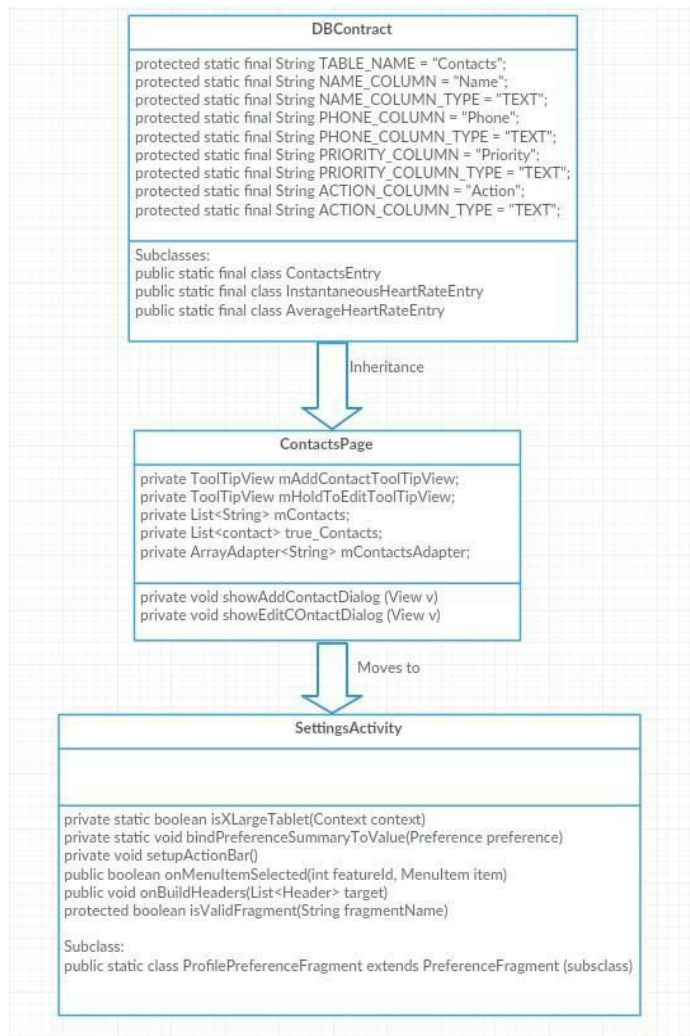 DBContract
protected static final String TABLE_NAME = "Contacts";
protected static final String NAME_COLUMN = "Name";
protected static final String NAME_COLUMN_TYPE = "TEXT";
protected static final String PHONE_COLUMN = "Phone";
protected static final String PHONE_COLUMN_TYPE = "TEXT";
protected static final String PRIORITY_COLUMN = "Priority";
protected static final String PRIORITY_COLUMN_TYPE = "TEXT";
protected static final String ACTION_COLUMN = "Action";
protected static final String ACTION_COLUMN_TYPE = "TEXT";
Subclasses:
public static final class ContactsEntry
public static final class InstantaneousHeartRateEntry
public static final class AverageHeartRateEntry
Inheritance
ContactsPage
private ToolTipView mAddContactToolTipView;
private ToolTipView mHoldToEditToolTipView;
private List<String> mContacts;
private List<contact> true_Contacts;
private ArrayAdapter<String> mContactsAdapter;
private void showAddContactDialog (View v)
private void showEditCOntactDialog (View v)
Moves to
SettingsActivity
private static boolean isXLargeTablet(Context context)
private static void bindPreferenceSummaryToValue(Preference preference)
private void setupActionBar()
public boolean onMenuItemSelected(int featureId, MenuItem item)
public void onBuildHeaders(List<Header> target)
protected boolean isValidFragment(String fragmentName)
Subclass:
public static class ProfilePreferenceFragment extends PreferenceFragment (subsclass)